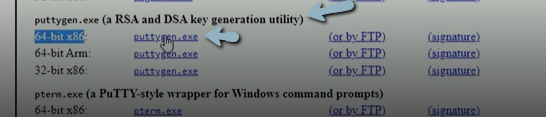 puttygen.exe (a RSA and DSA key generation utility)
64-bit x86: puttygen.exe (or by FTP) (signature)
64-bit Arm: puttygen.exe (or by FTP) (signature)
32-bit x86: puttygen.exe (or by FTP) (signature)
pterm.exe (a PuTTY-style wrapper for Windows command prompts)
64-bit x86: pterm.exe (or by FTP) (signature)